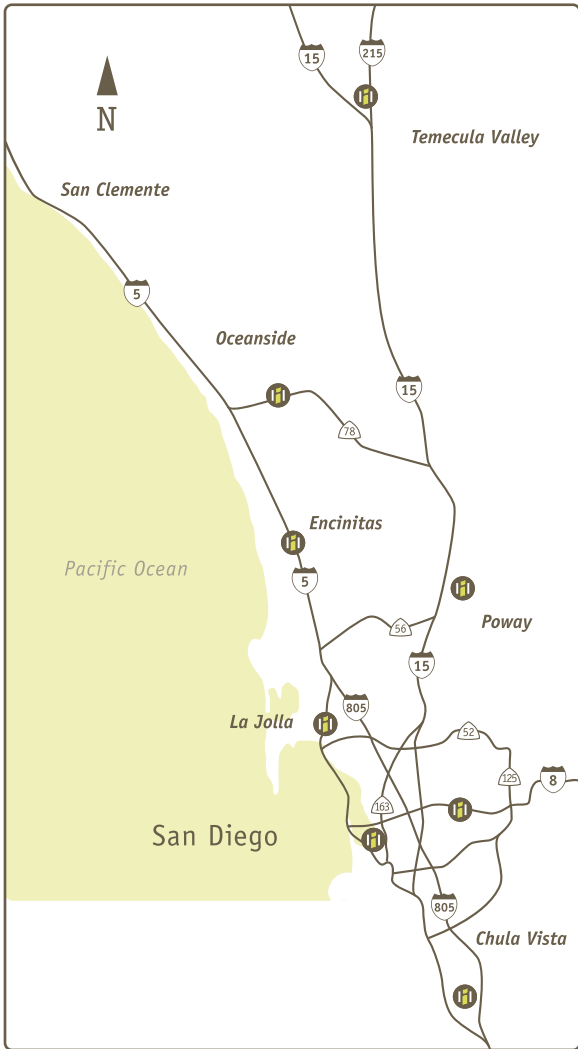 15
215
N
Temecula Valley
San Clemente
5
Oceanside
15
78
Encinitas
Pacific Ocean
5
56
Poway
15
La Jolla
805
52
125
8
163
San Diego
805
Chula Vista